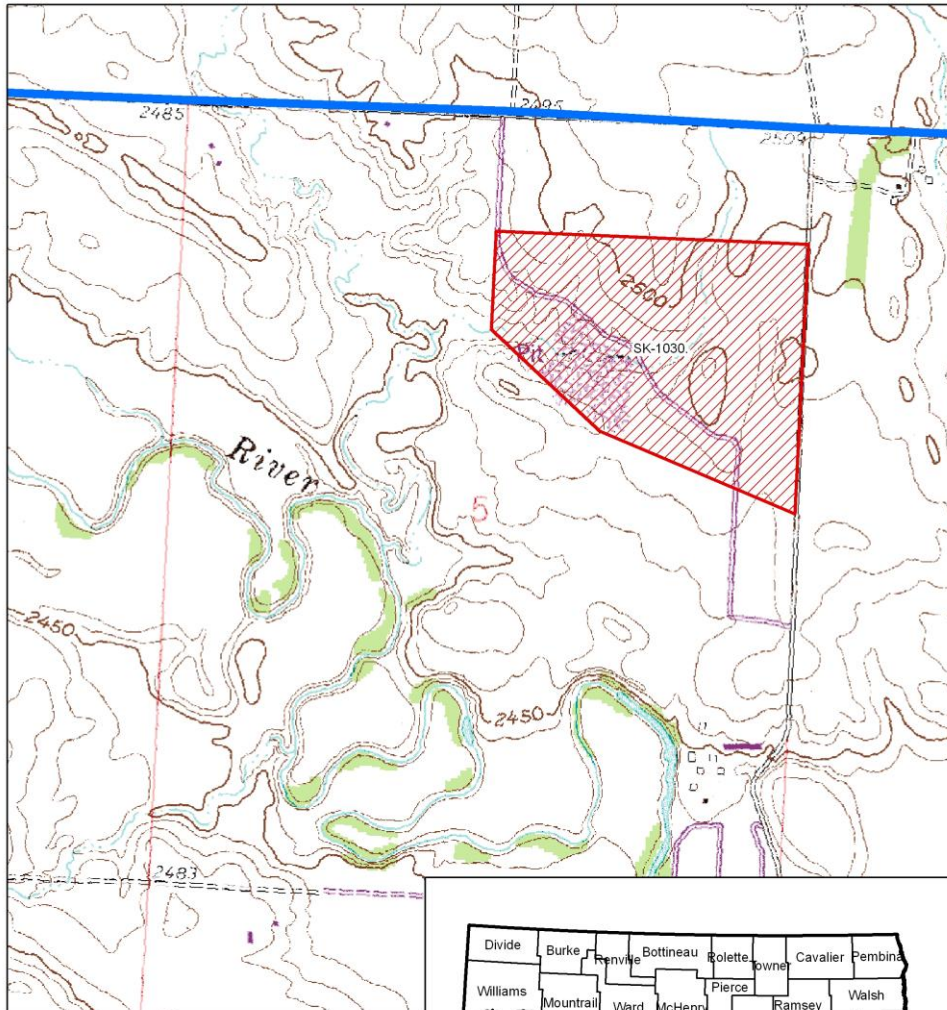 2485
2495
2500
Pit
SK-1030
River
5
2450
2450
2483
Divide
Burke
Renville
Bottineau
Rolette
Towner
Cavalier
Pembina
Williams
Mountrail
Ward
McHenry
Pierce
Ramsey
Walsh